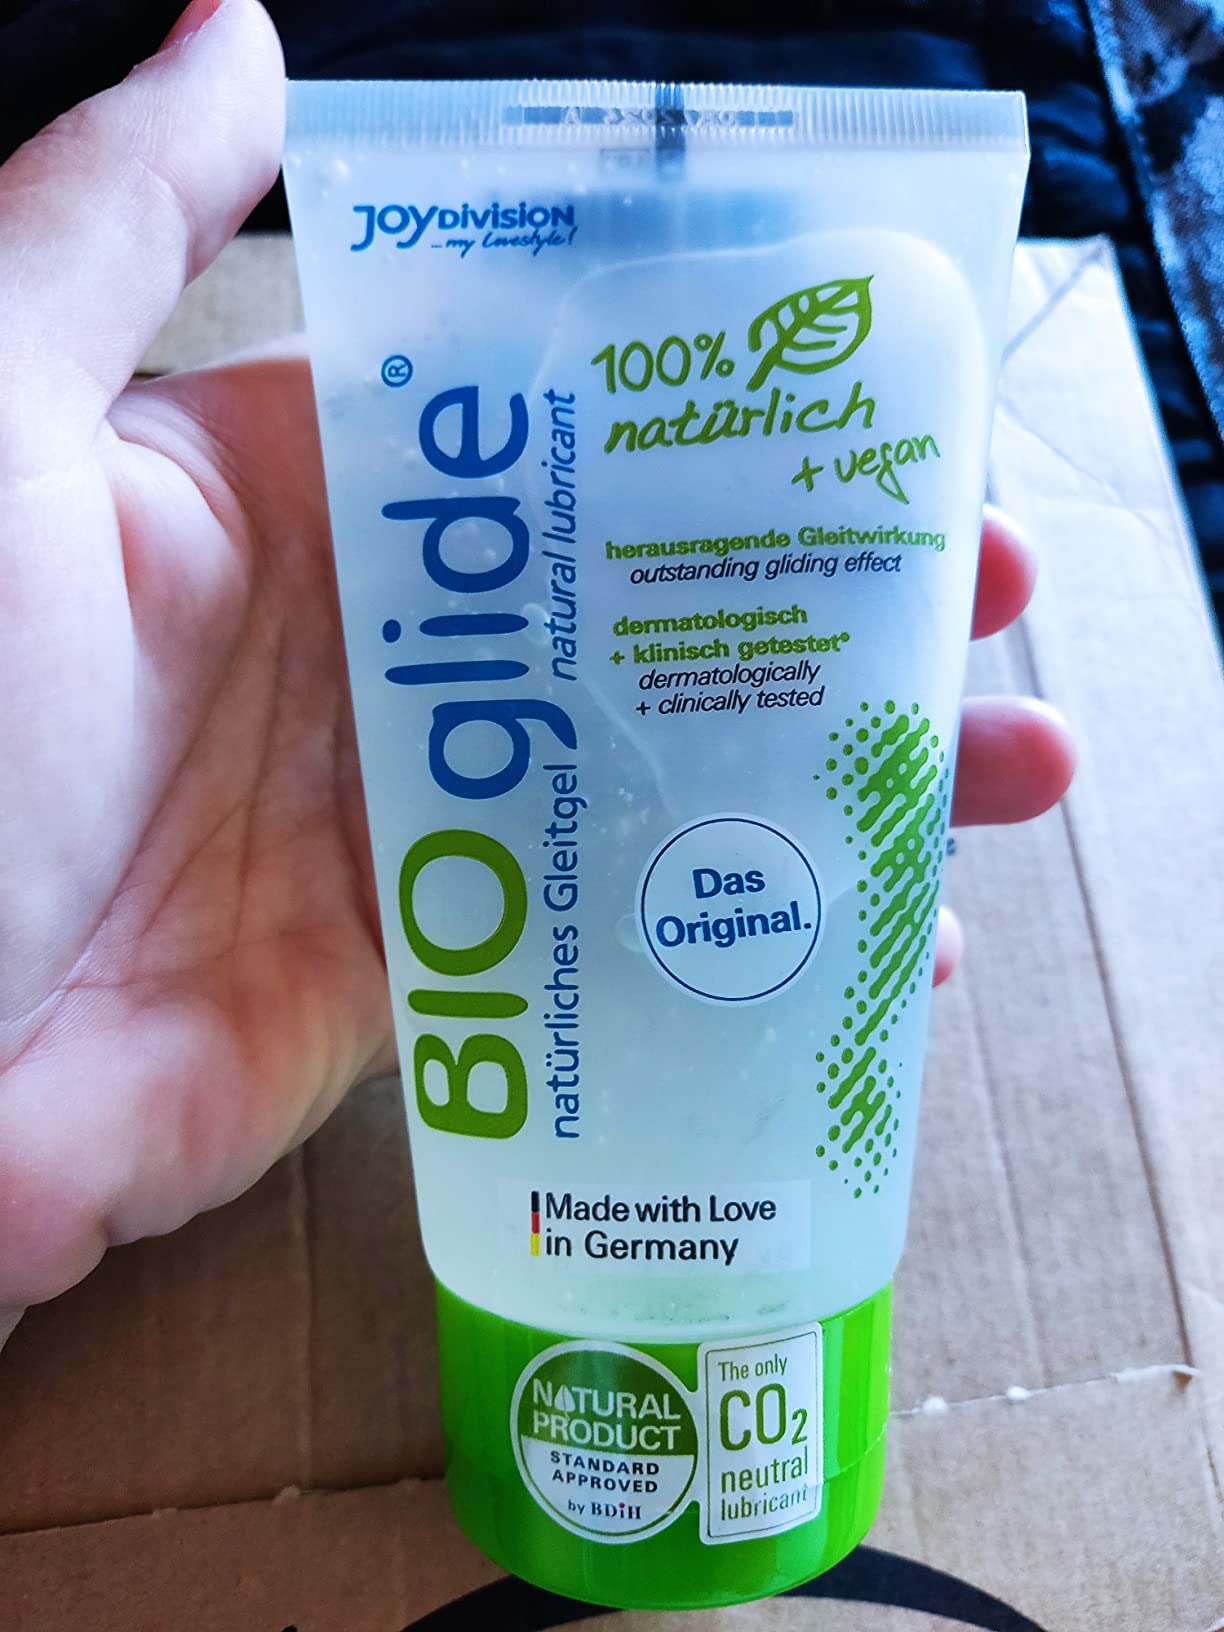 JOYDIVISION
...my lovestyle!
BIOglide®
natürliches Gleitgel natural lubricant
100%
natürlich
+ vegan
herausragende Gleitwirkung
outstanding gliding effect
dermatologisch
+ klinisch getestet*
dermatologically
+ clinically tested
Das
Original.
Made with Love
in Germany
NATURAL
PRODUCT
STANDARD
APPROVED
by BDiH
The only
CO₂
neutral
lubricant